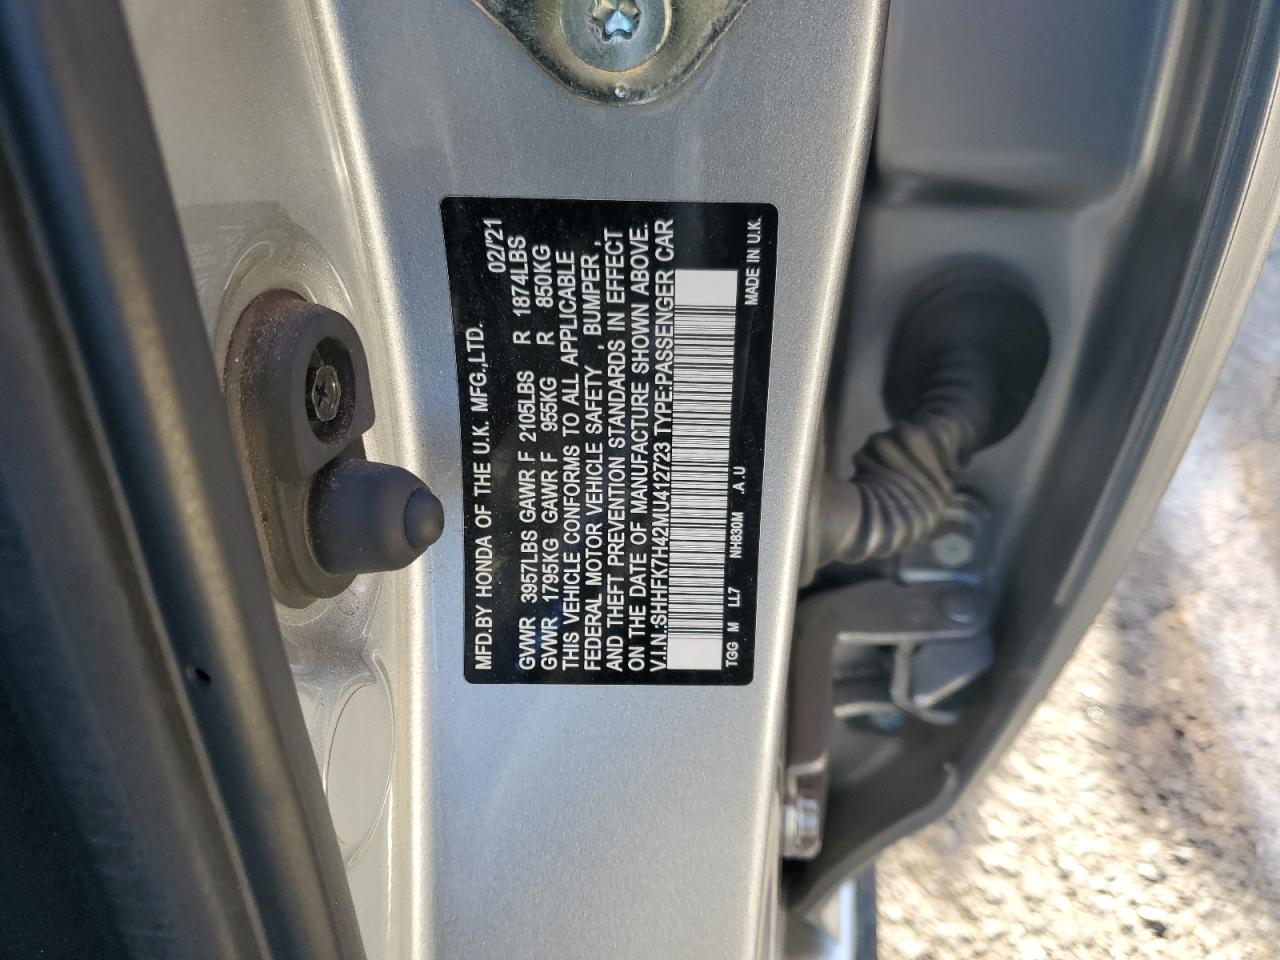 MFD.BY HONDA OF THE U.K. MFG.,LTD. 02/'21
GVWR 3957LBS GAWR F 2105LBS R 1874LBS
GVWR 1795KG GAWR F 955KG R 850KG
THIS VEHICLE CONFORMS TO ALL APPLICABLE
FEDERAL MOTOR VEHICLE SAFETY , BUMPER ,
AND THEFT PREVENTION STANDARDS IN EFFECT
ON THE DATE OF MANUFACTURE SHOWN ABOVE.
V.I.N.:SHHFK7H42MU412723 TYPE:PASSENGER CAR
TGG M LL7 NH830M A.U MADE IN U.K.